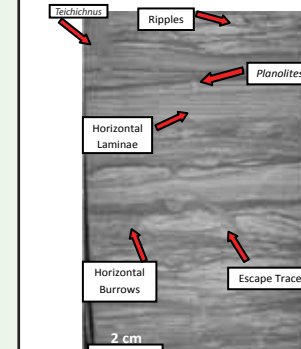 Teichichnus
Ripples
Planolites
Horizontal
Laminae
Horizontal
Burrows
Escape Trace
2 cm